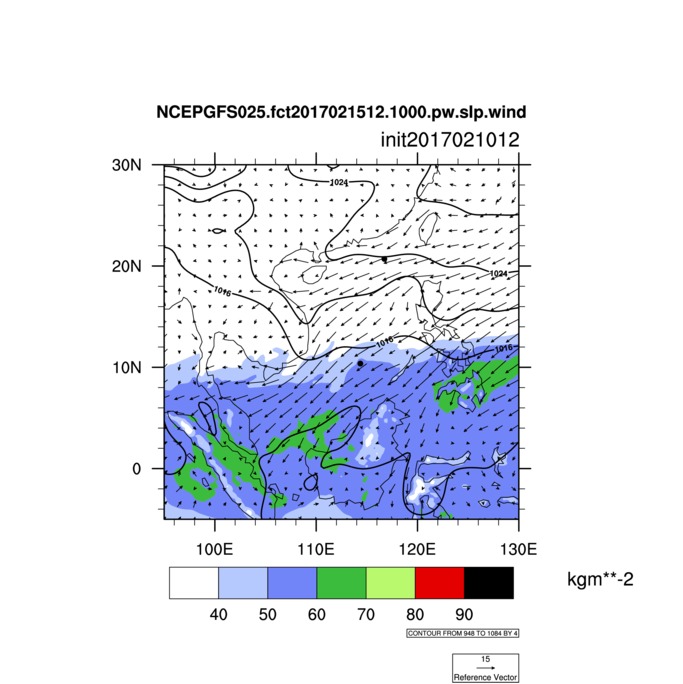 NCEPGFS025.fct2017021512.1000.pw.slp.wind
init2017021012
30N
1024
20N
1024
1016
1016
1016
10N
0
100E 110E 120E 130E
kgm**-2
40 50 60 70 80 90
CONTOUR FROM 948 TO 1084 BY 4
15
Reference Vector